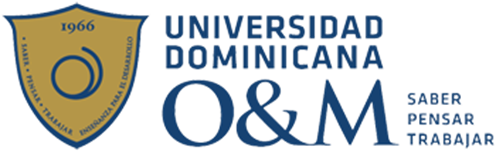 1966
• SABER • PENSAR • TRABAJAR
ENSEÑANZA PARA EL DESARROLLO
UNIVERSIDAD
DOMINICANA
O&M
SABER
PENSAR
TRABAJAR